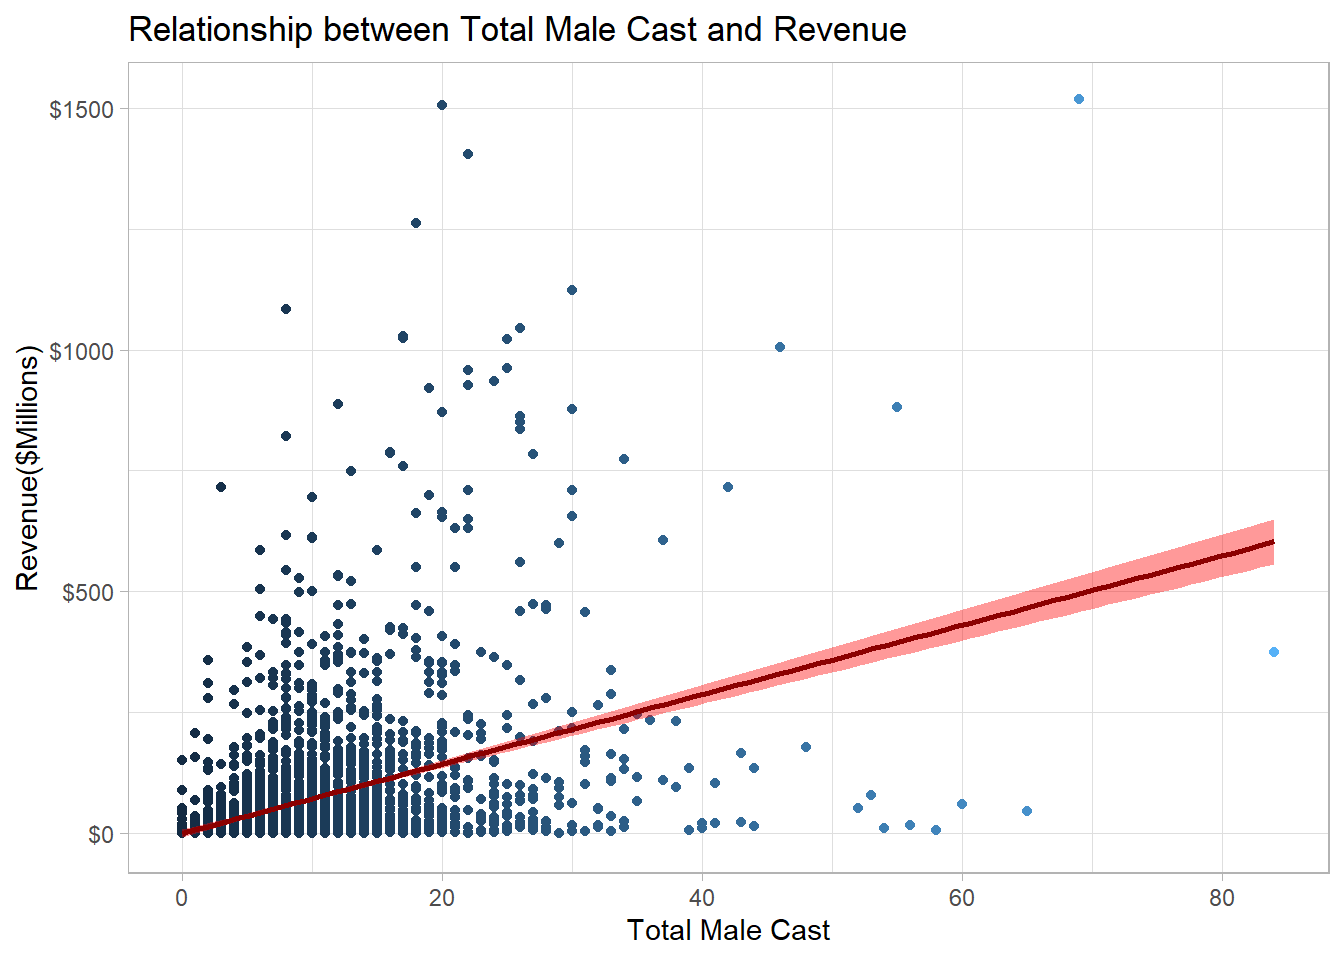 Relationship between Total Male Cast and Revenue
Revenue($Millions)
$1500
$1000
$500
$0
0 20 40 60 80
Total Male Cast